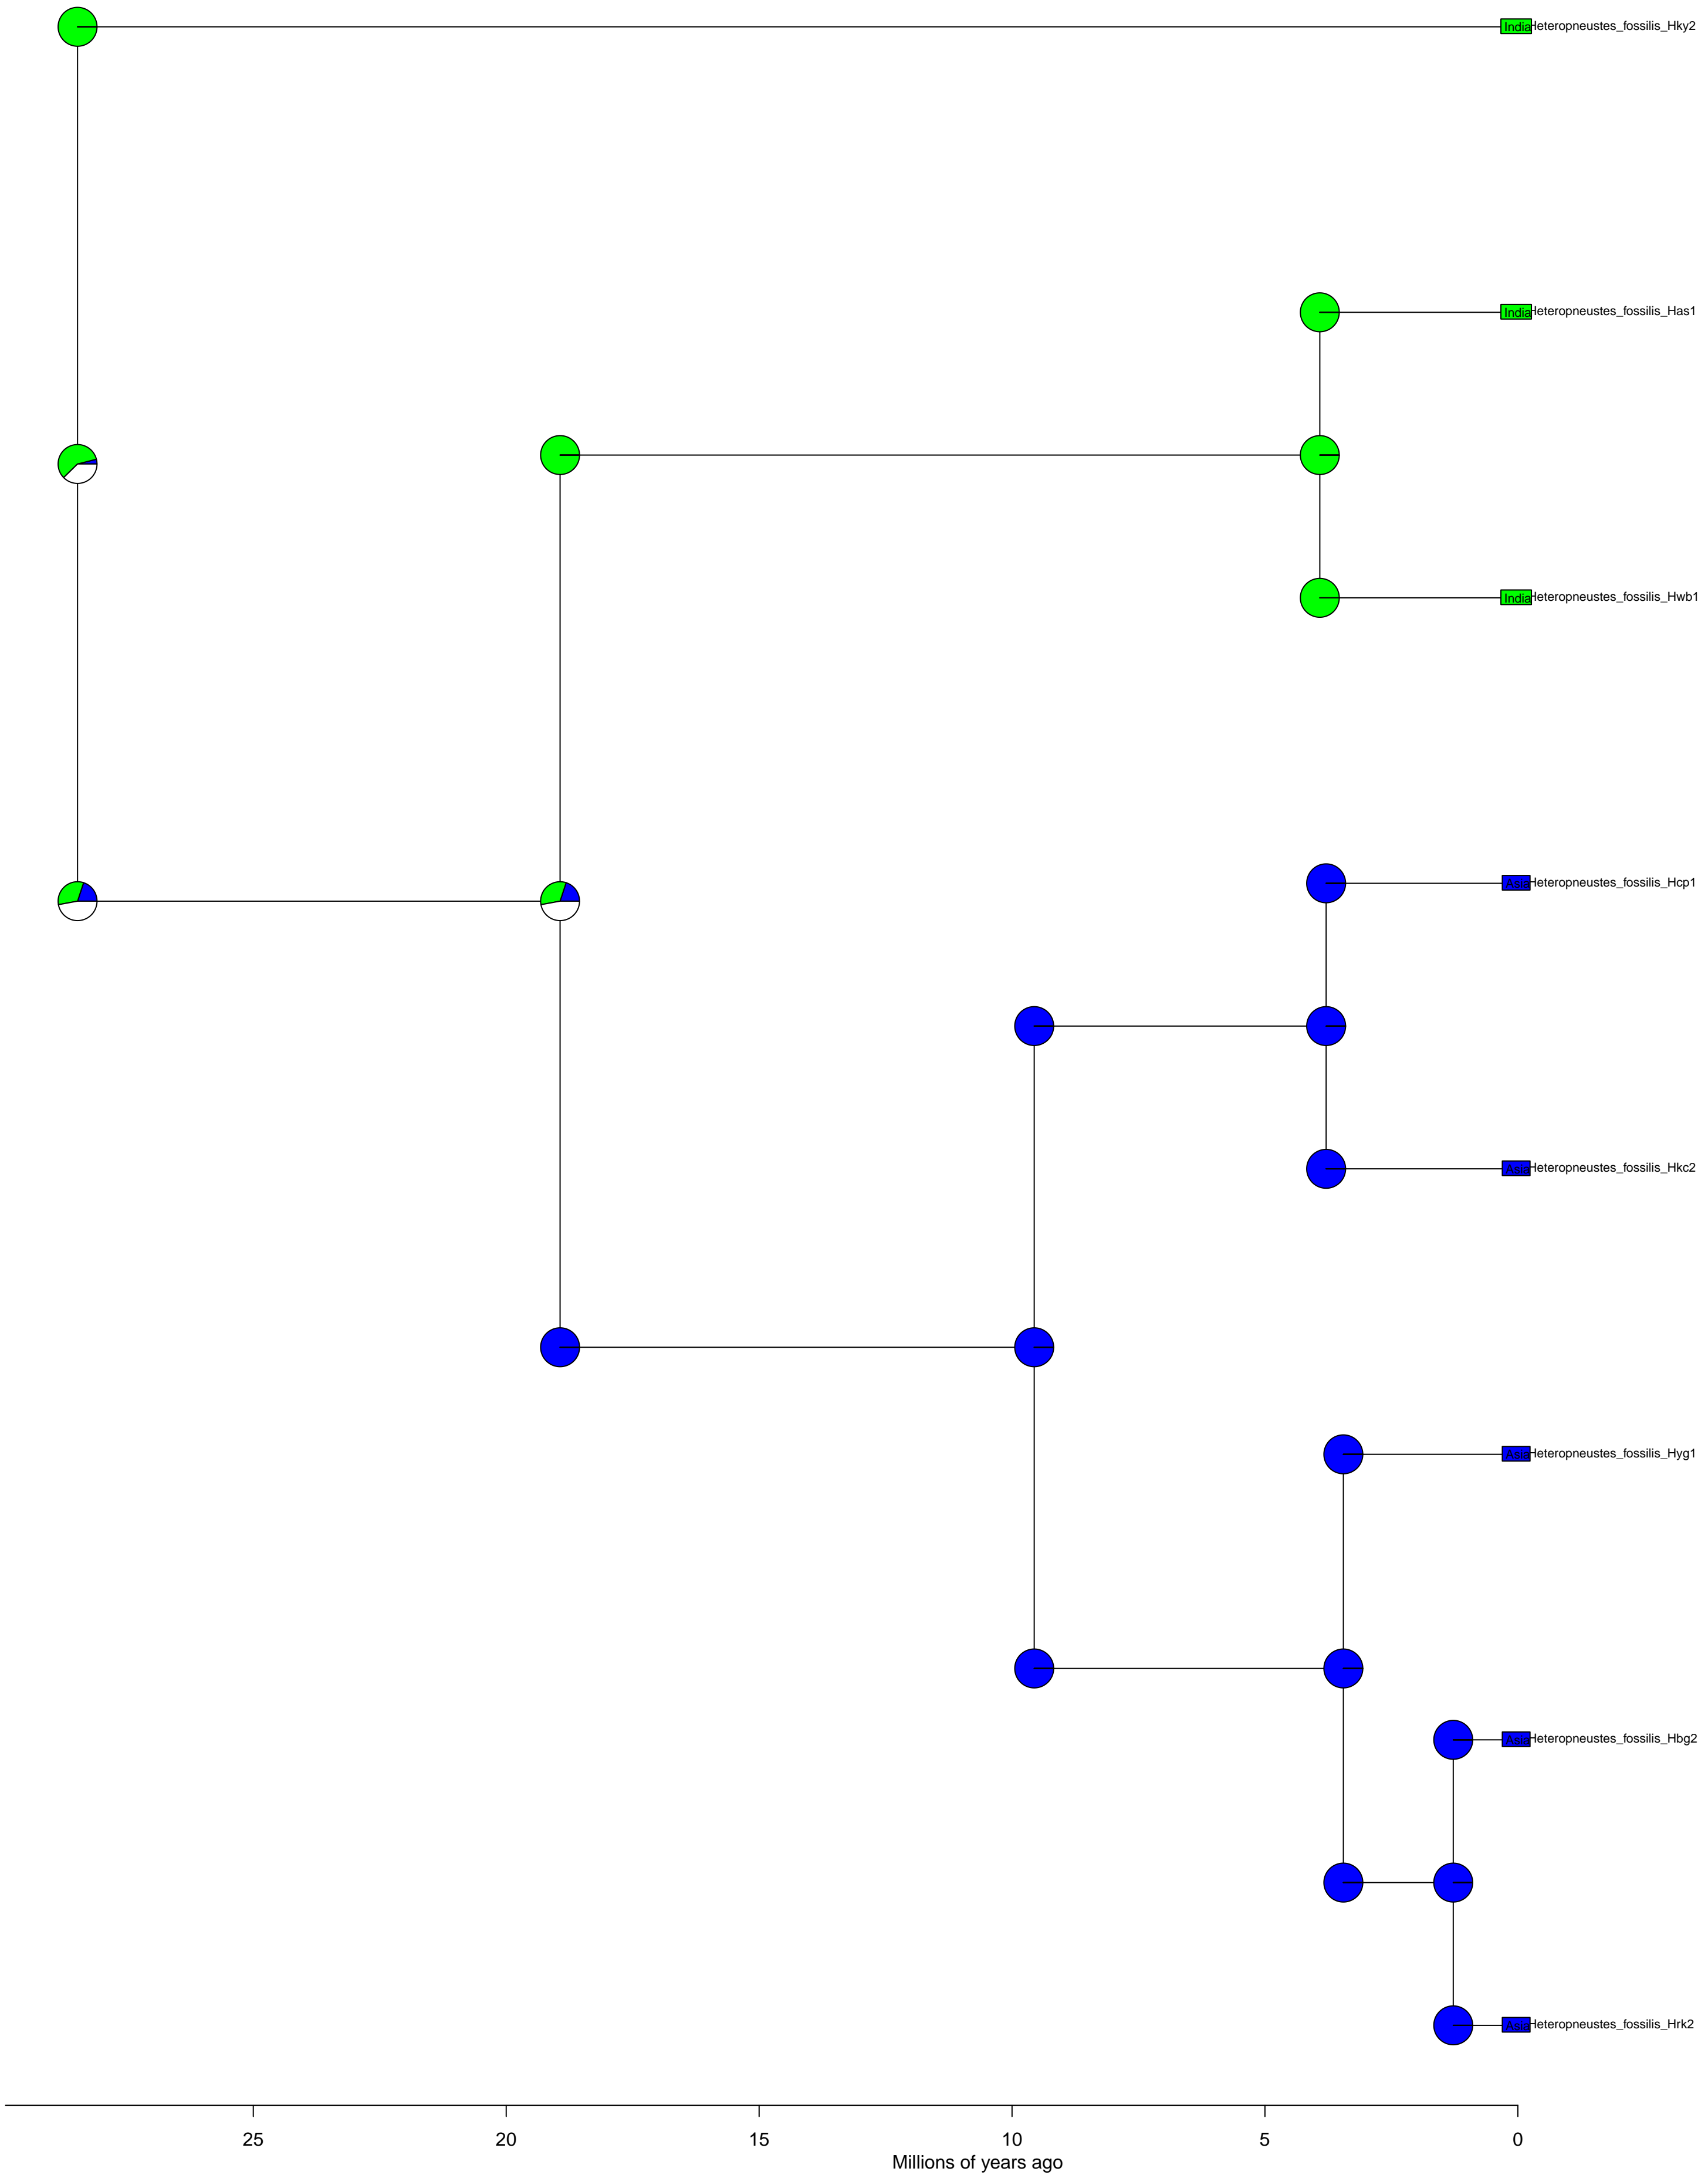 India Heteropneustes_fossilis_Hky2
India Heteropneustes_fossilis_Has1
India Heteropneustes_fossilis_Hwb1
Asia Heteropneustes_fossilis_Hcp1
Asia Heteropneustes_fossilis_Hkc2
Asia Heteropneustes_fossilis_Hyg1
Asia Heteropneustes_fossilis_Hbg2
Asia Heteropneustes_fossilis_Hrk2
25 20 15 10 5 0
Millions of years ago